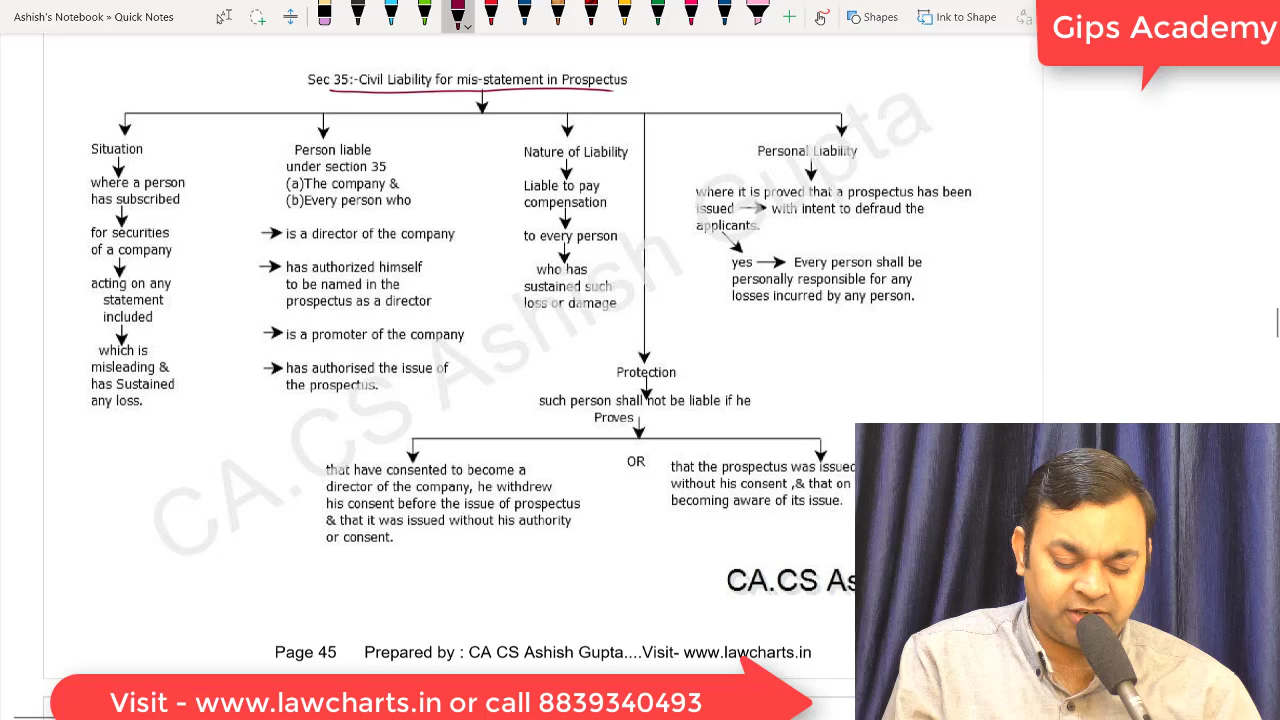 Ashish's Notebook » Quick Notes
Shapes
Ink to Shape
Gips Academy
Sec 35:-Civil Liability for mis-statement in Prospectus
Situation
where a person
has subscribed
for securities
of a company
acting on any
statement
included
which is
misleading &
has Sustained
any loss.
Person liable
under section 35
(a)The company &
(b)Every person who
is a director of the company
has authorized himself
to be named in the
prospectus as a director
is a promoter of the company
has authorised the issue of
the prospectus.
Nature of Liability
Liable to pay
compensation
to every person
who has
sustained such
loss or damage
Personal Liability
where it is proved that a prospectus has been
issued with intent to defraud the
applicants.
yes Every person shall be
personally responsible for any
losses incurred by any person.
Protection
such person shall not be liable if he
Proves
that have consented to become a
director of the company, he withdrew
his consent before the issue of prospectus
& that it was issued without his authority
or consent.
OR
that the prospectus was issued
without his consent ,& that on
becoming aware of its issue.
CA.CS Ashish Gupta
CA.CS As
Page 45 Prepared by : CA CS Ashish Gupta....Visit- www.lawcharts.in
Visit - www.lawcharts.in or call 8839340493